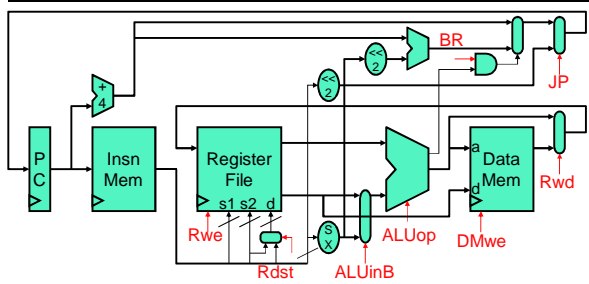 BR
<<
2
<<
2
+
4
JP
P
C
Insn
Mem
Register
File
s1 s2 d
a
Data
Mem
d
Rwd
Rwe
S
X
ALUop
DMwe
Rdst
ALUinB